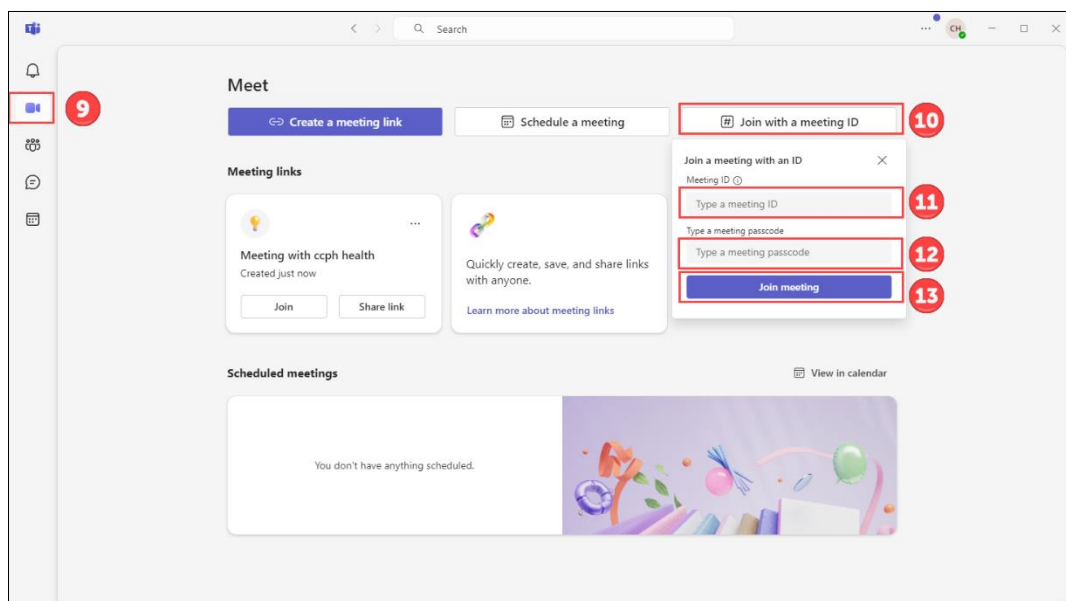 Search
...
CH
9
Meet
Create a meeting link
Schedule a meeting
# Join with a meeting ID
10
Join a meeting with an ID
Meeting ID
Type a meeting ID
11
Type a meeting passcode
Type a meeting passcode
12
Join meeting
13
Meeting links
...
Meeting with ccph health
Created just now
Join
Share link
Quickly create, save, and share links
with anyone.
Learn more about meeting links
Scheduled meetings
View in calendar
You don't have anything scheduled.